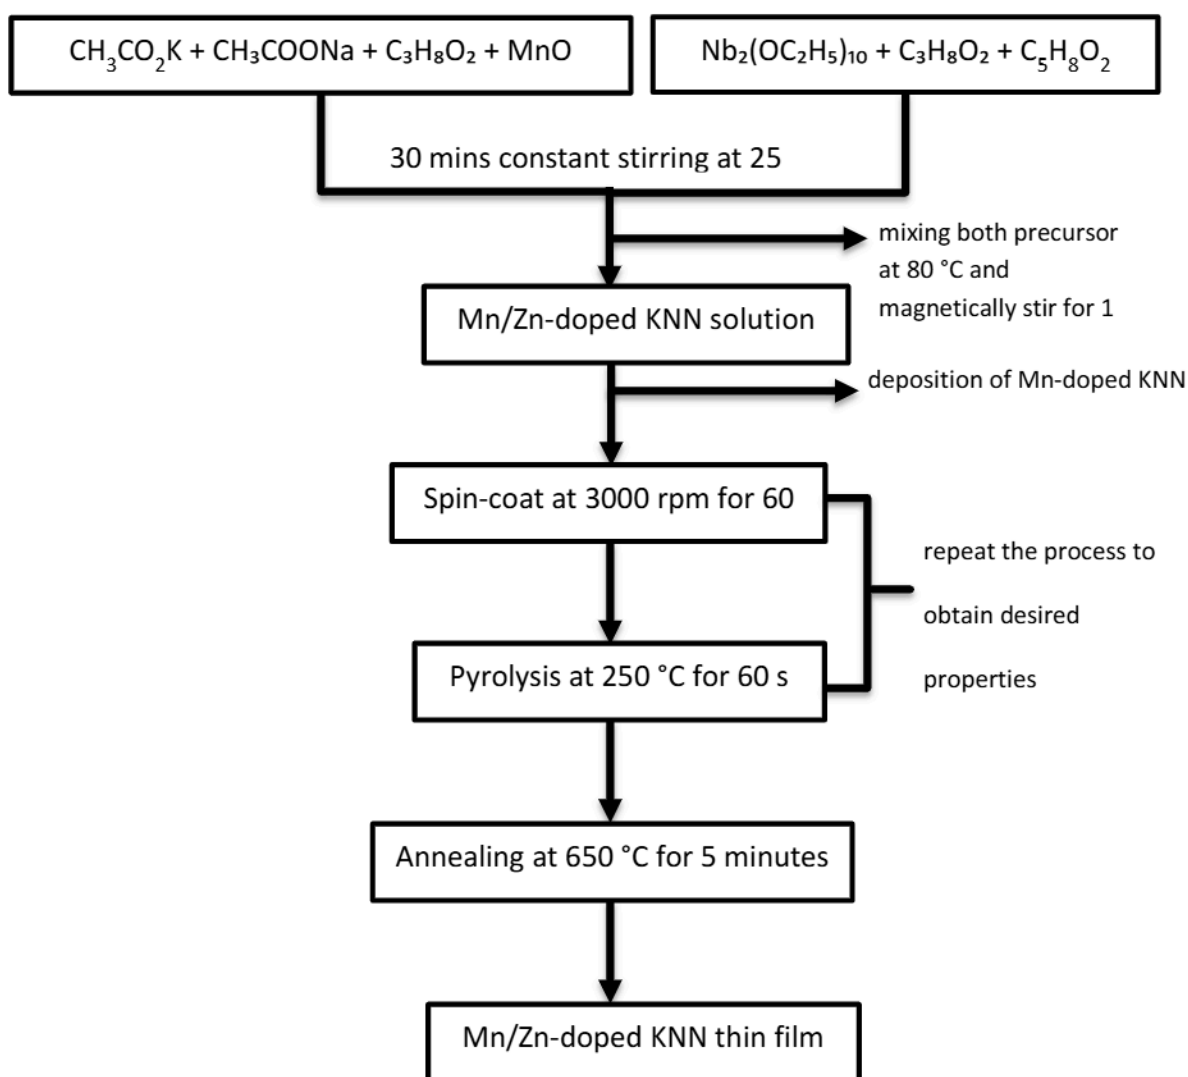 CH₃CO₂K + CH₃COONa + C₃H₈O₂ + MnO
Nb₂(OC₂H₅)₁₀ + C₃H₈O₂ + C₅H₈O₂
30 mins constant stirring at 25
mixing both precursor
at 80 °C and
magnetically stir for 1
Mn/Zn-doped KNN solution
deposition of Mn-doped KNN
Spin-coat at 3000 rpm for 60
repeat the process to
obtain desired
properties
Pyrolysis at 250 °C for 60 s
Annealing at 650 °C for 5 minutes
Mn/Zn-doped KNN thin film